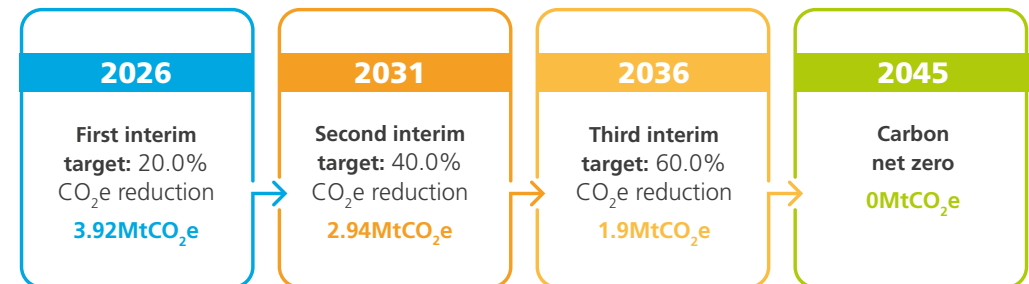 2026
First interim
target: 20.0%
CO₂e reduction
3.92MtCO₂e
2031
Second interim
target: 40.0%
CO₂e reduction
2.94MtCO₂e
2036
Third interim
target: 60.0%
CO₂e reduction
1.9MtCO₂e
2045
Carbon
net zero
0MtCO₂e